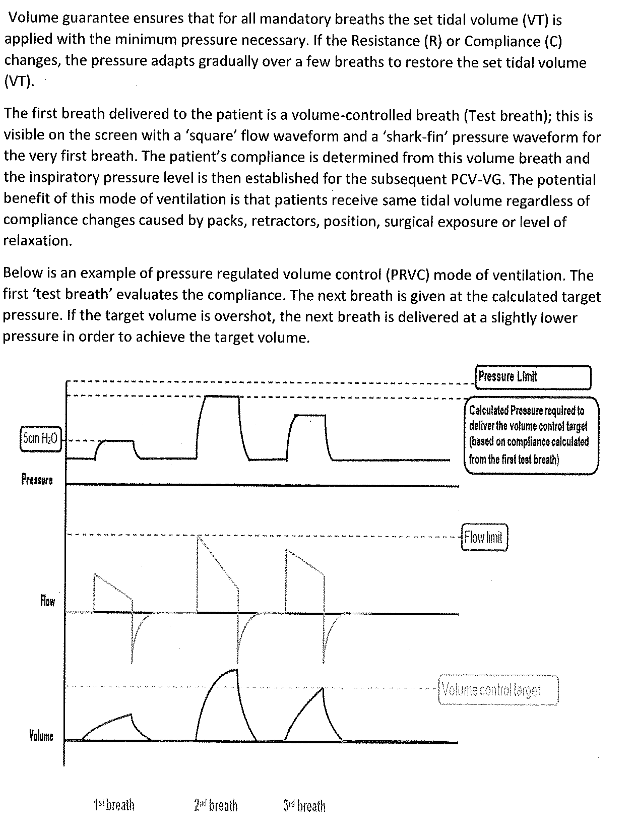 Volume guarantee ensures that for all mandatory breaths the set tidal volume (VT) is
applied with the minimum pressure necessary. If the Resistance (R) or Compliance (C)
changes, the pressure adapts gradually over a few breaths to restore the set tidal volume
(VT).
The first breath delivered to the patient is a volume-controlled breath (Test breath); this is
visible on the screen with a 'square' flow waveform and a 'shark-fin' pressure waveform for
the very first breath. The patient's compliance is determined from this volume breath and
the inspiratory pressure level is then established for the subsequent PCV-VG. The potential
benefit of this mode of ventilation is that patients receive same tidal volume regardless of
compliance changes caused by packs, retractors, position, surgical exposure or level of
relaxation.
Below is an example of pressure regulated volume control (PRVC) mode of ventilation. The
first 'test breath' evaluates the compliance. The next breath is given at the calculated target
pressure. If the target volume is overshot, the next breath is delivered at a slightly lower
pressure in order to achieve the target volume.
Pressure Limit
Calculated Pressure required to
deliver the volume control target
(based on compliance calculated
from the first test breath)
5cm H2O
Pressure
Flow limit
Flow
Volume control target
Volume
1st breath
2nd breath
3rd breath